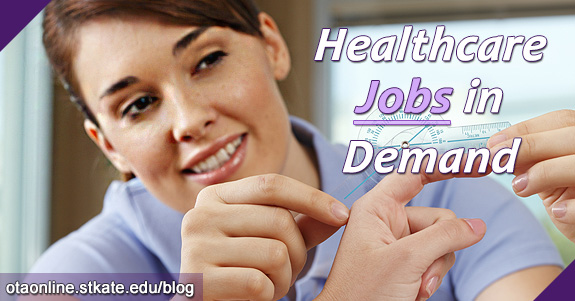 Healthcare
Jobs in
Demand
otaonline.stkate.edu/blog